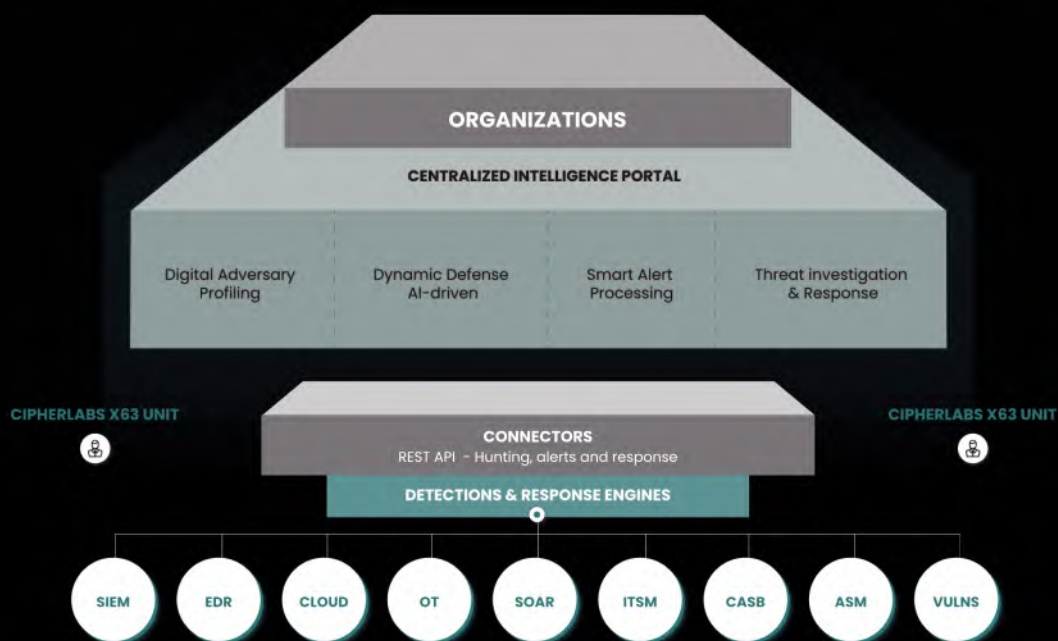 ORGANIZATIONS
CENTRALIZED INTELLIGENCE PORTAL
Digital Adversary
Profiling
Dynamic Defense
AI-driven
Smart Alert
Processing
Threat investigation
& Response
CIPHERLABS X63 UNIT
CIPHERLABS X63 UNIT
CONNECTORS
REST API - Hunting, alerts and response
DETECTIONS & RESPONSE ENGINES
SIEM
EDR
CLOUD
OT
SOAR
ITSM
CASB
ASM
VULNS